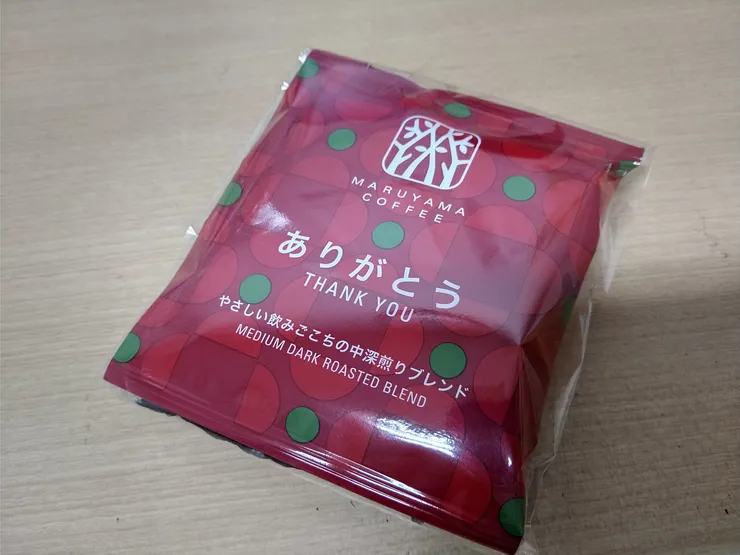 MARUYAMA
COFFEE
ありがとう
THANK YOU
やさしい飲みごこちの中深煎りブレンド
MEDIUM DARK ROASTED BLEND